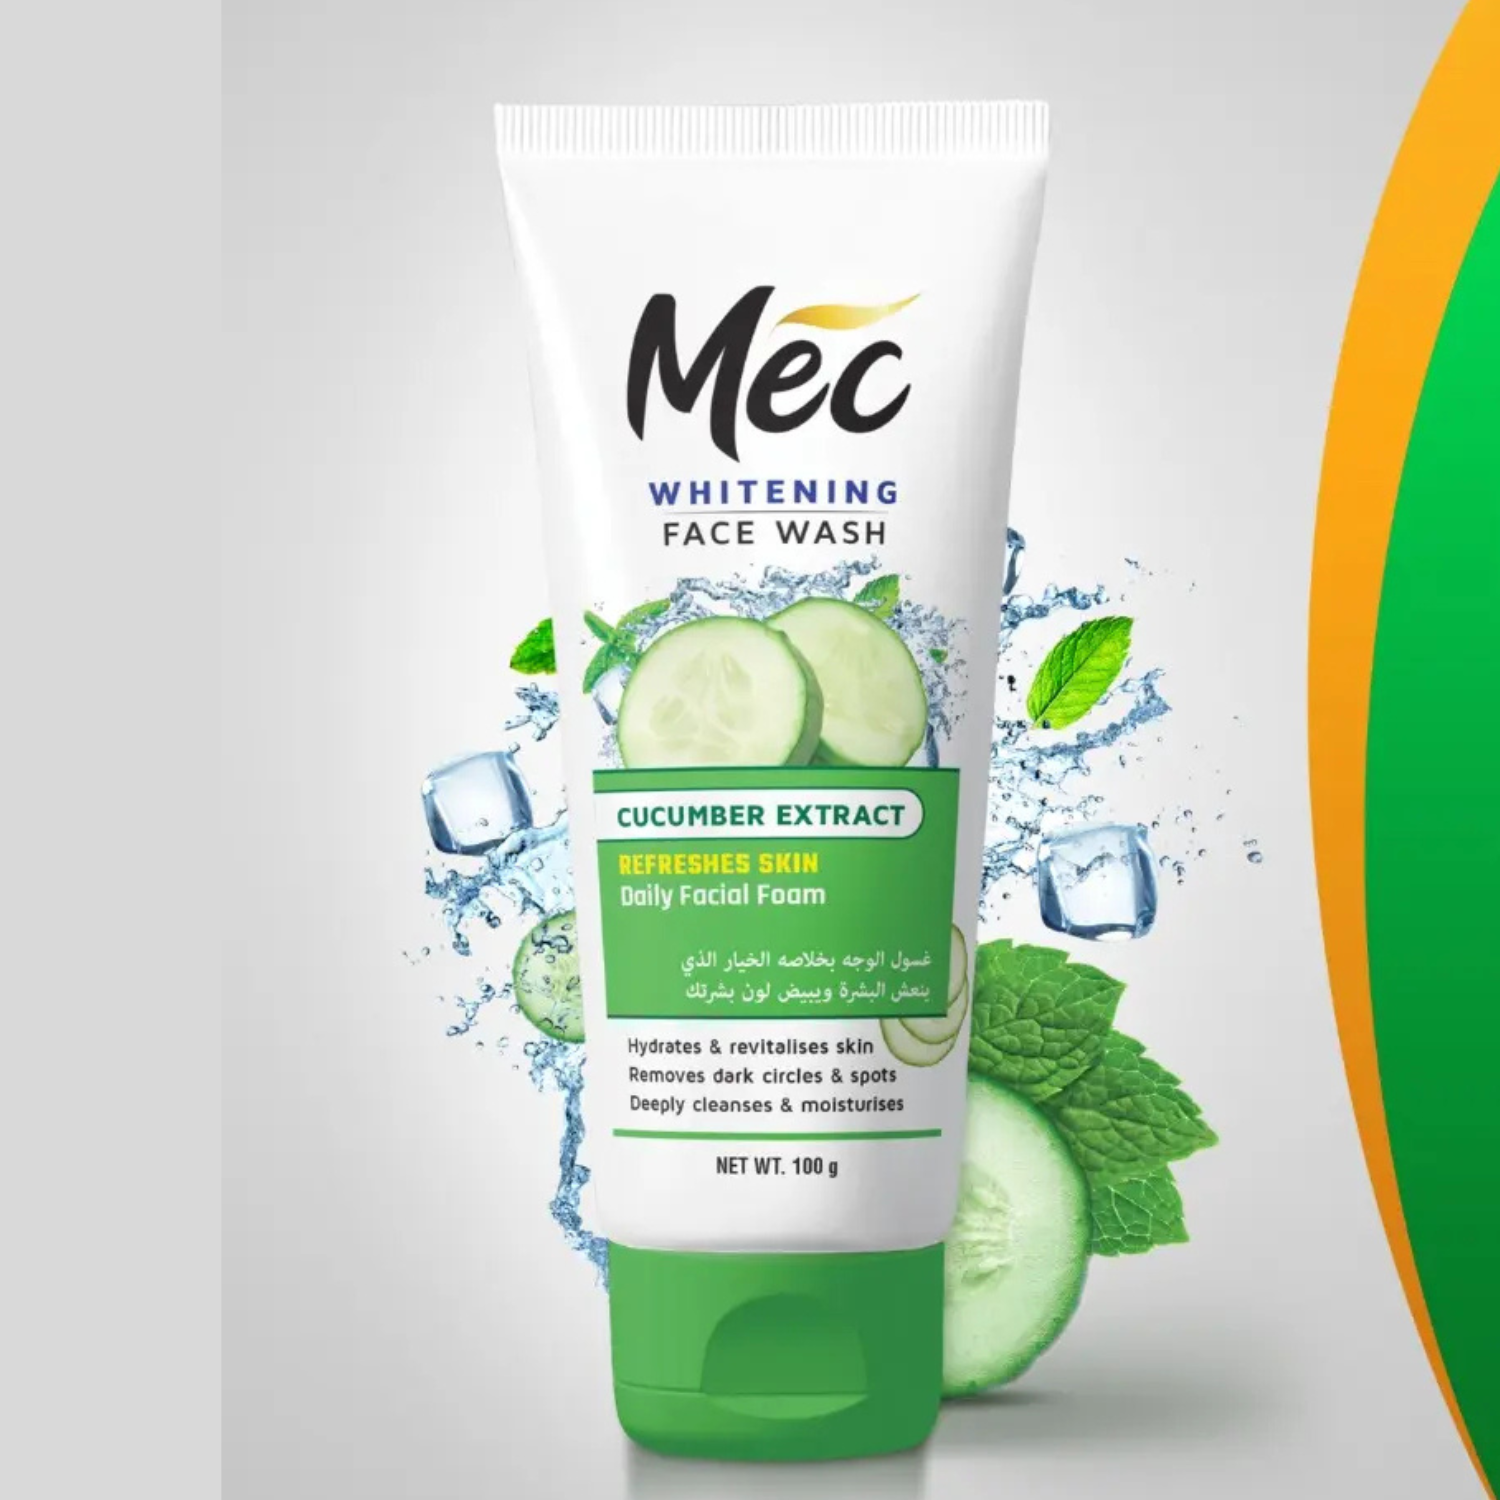 Mec
WHITENING
FACE WASH
CUCUMBER EXTRACT
REFRESHES SKIN
Daily Facial Foam
غسول الوجه بخلاصه الخيار الذي
ينعش البشرة ويبيض لون بشرتك
Hydrates & revitalises skin
Removes dark circles & spots
Deeply cleanses & moisturises
NET WT. 100 g